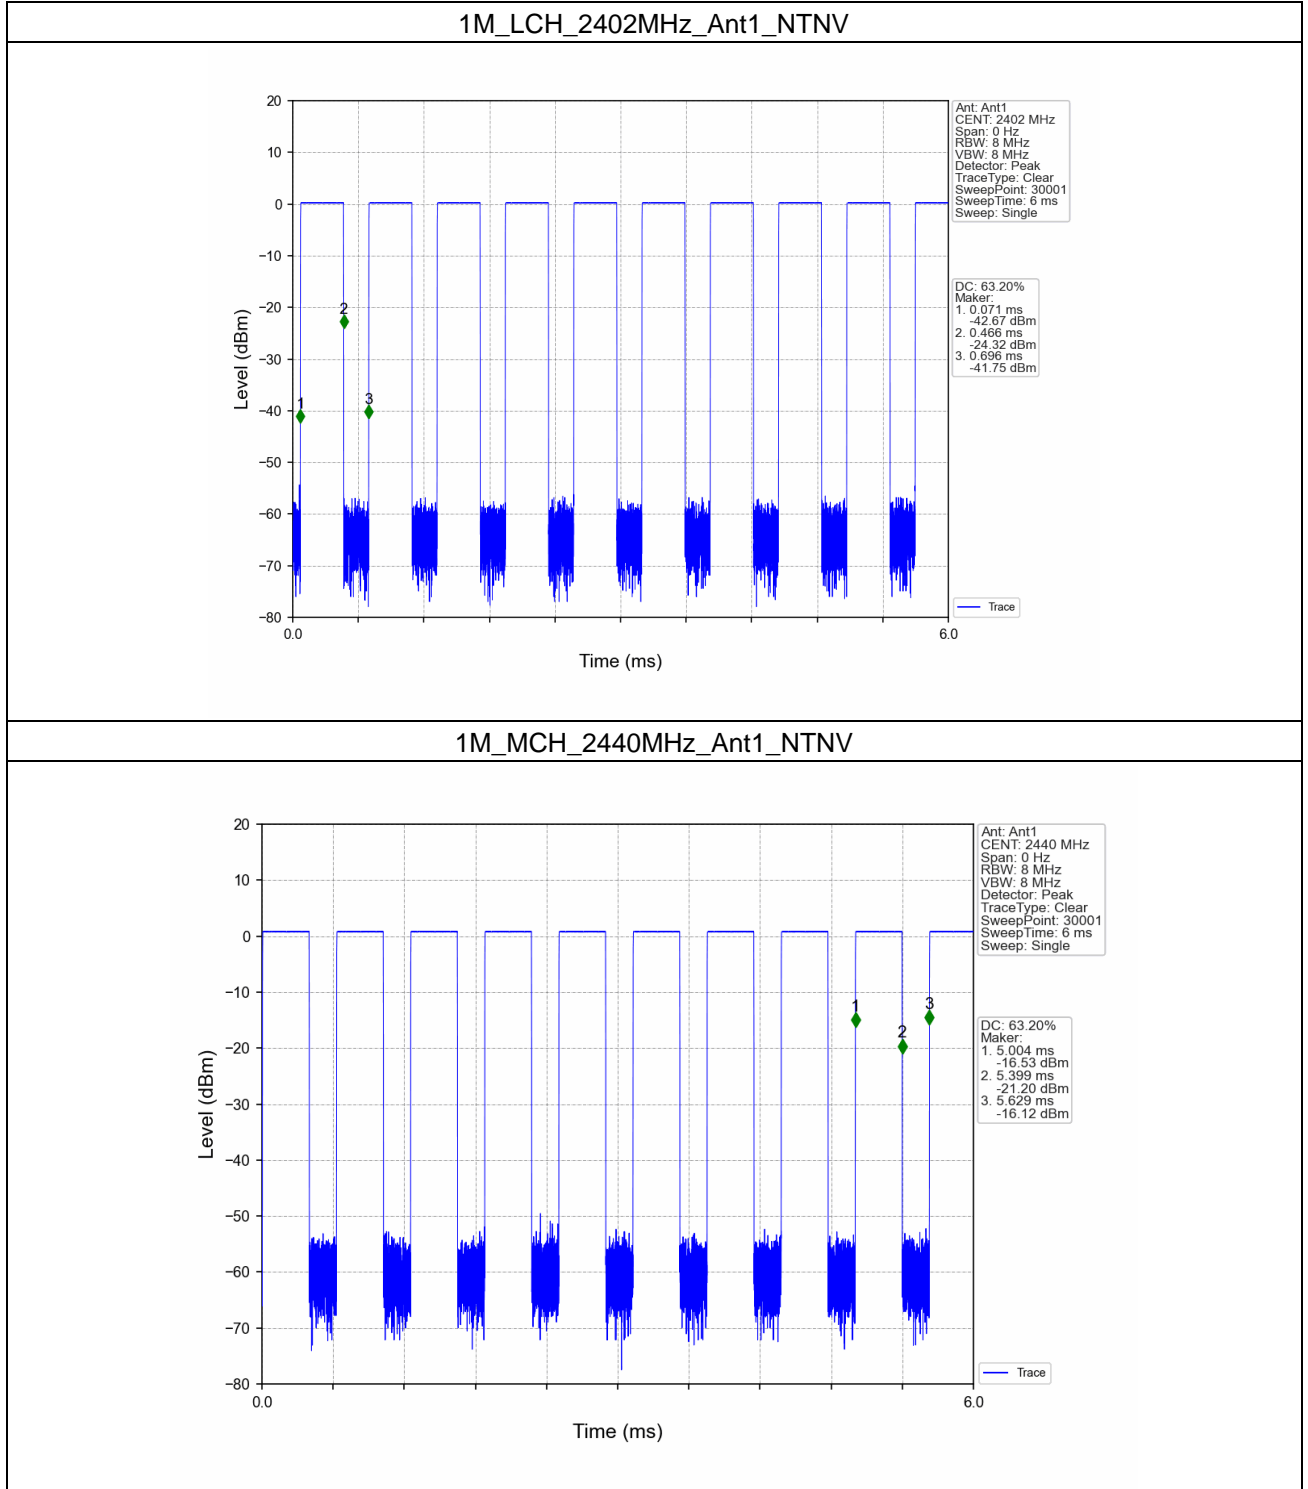 1M_LCH_2402MHz_Ant1_NTNV
20
10
0
−10
−20
−30
−40
−50
−60
−70
−80
Level (dBm)
1
2
3
0.0
6.0
Time (ms)
Ant: Ant1
CENT: 2402 MHz
Span: 0 Hz
RBW: 8 MHz
VBW: 8 MHz
Detector: Peak
TraceType: Clear
SweepPoint: 30001
SweepTime: 6 ms
Sweep: Single
DC: 63.20%
Maker:
1. 0.071 ms
-42.67 dBm
2. 0.466 ms
-24.32 dBm
3. 0.696 ms
-41.75 dBm
Trace
1M_MCH_2440MHz_Ant1_NTNV
20
10
0
−10
−20
−30
−40
−50
−60
−70
−80
Level (dBm)
1
2
3
0.0
6.0
Time (ms)
Ant: Ant1
CENT: 2440 MHz
Span: 0 Hz
RBW: 8 MHz
VBW: 8 MHz
Detector: Peak
TraceType: Clear
SweepPoint: 30001
SweepTime: 6 ms
Sweep: Single
DC: 63.20%
Maker:
1. 5.004 ms
-16.53 dBm
2. 5.399 ms
-21.20 dBm
3. 5.629 ms
-16.12 dBm
Trace